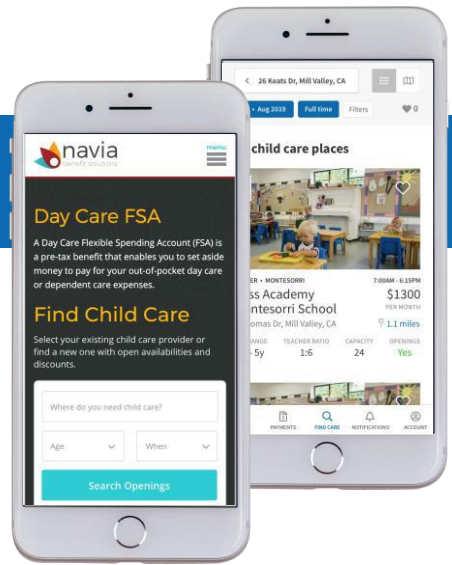 navia
benefit solutions
menu
Day Care FSA
A Day Care Flexible Spending Account (FSA) is
a pre-tax benefit that enables you to set aside
money to pay for your out-of-pocket day care
or dependent care expenses.
Find Child Care
Select your existing child care provider or
find a new one with open availabilities and
discounts.
Where do you need child care?
Age
When
Search Openings
26 Keats Dr, Mill Valley, CA
• Aug 2019
Full time
Filters
0
child care places
ER • MONTESSORI
7:00AM - 6:15PM
ss Academy
$1300
ntesorri School
PER MONTH
omas Dr, Mill Valley, CA
1.1 miles
ANGE
TEACHER RATIO
CAPACITY
OPENINGS
- 5y
1:6
24
Yes
PAYMENTS
FIND CARE
NOTIFICATIONS
ACCOUNT